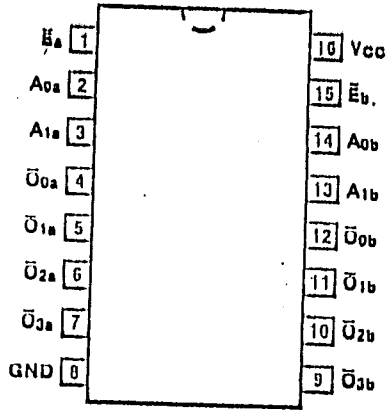 Ēa 1
A0a 2
A1a 3
Ō0a 4
Ō1a 5
Ō2a 6
Ō3a 7
GND 8
16 Vcc
15 Ēb
14 A0b
13 A1b
12 Ō0b
11 Ō1b
10 Ō2b
9 Ō3b